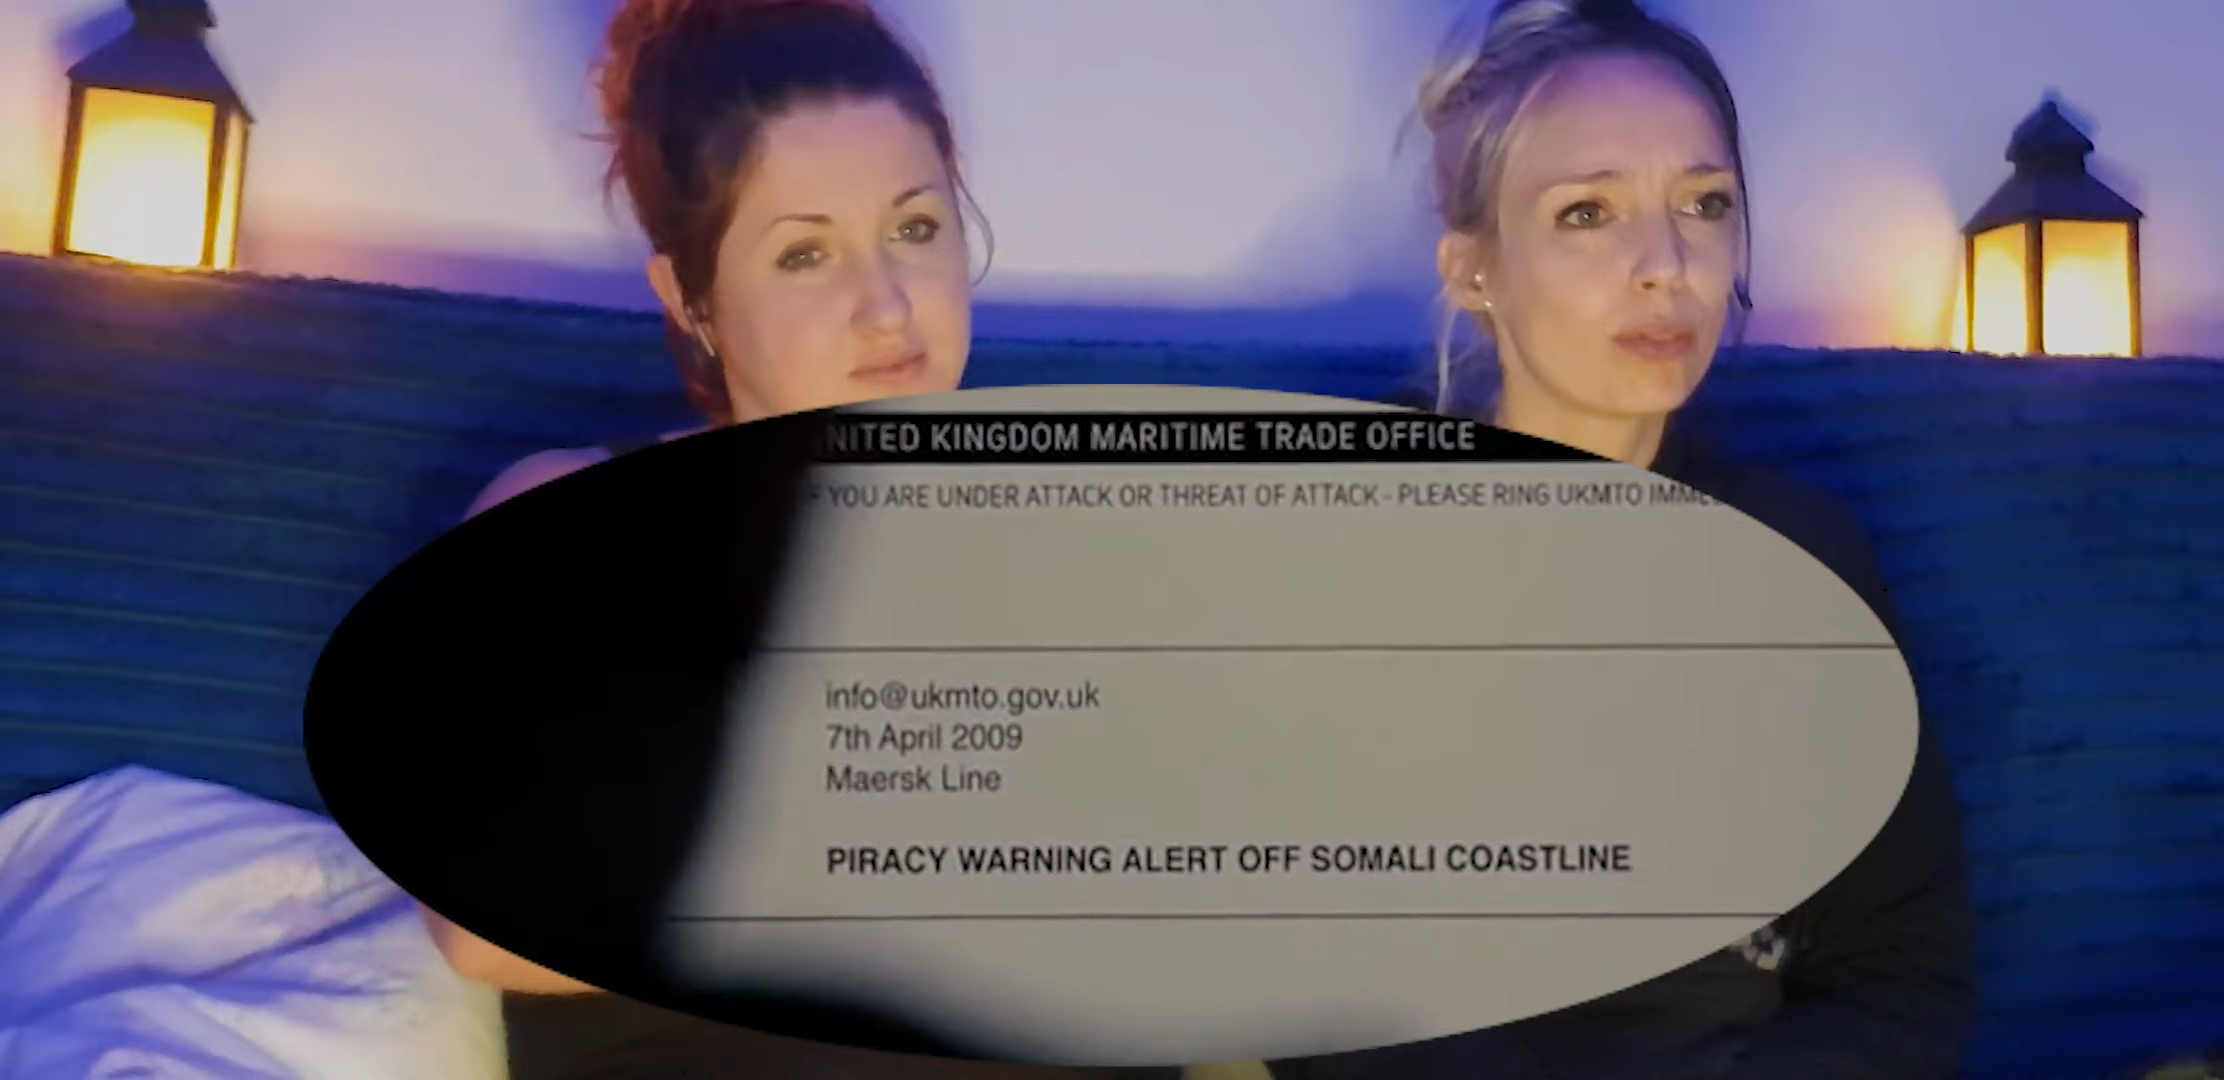 NITED KINGDOM MARITIME TRADE OFFICE
YOU ARE UNDER ATTACK OR THREAT OF ATTACK - PLEASE RING UKMTO
info@ukmto.gov.uk
7th April 2009
Maersk Line
PIRACY WARNING ALERT OFF SOMALI COASTLINE